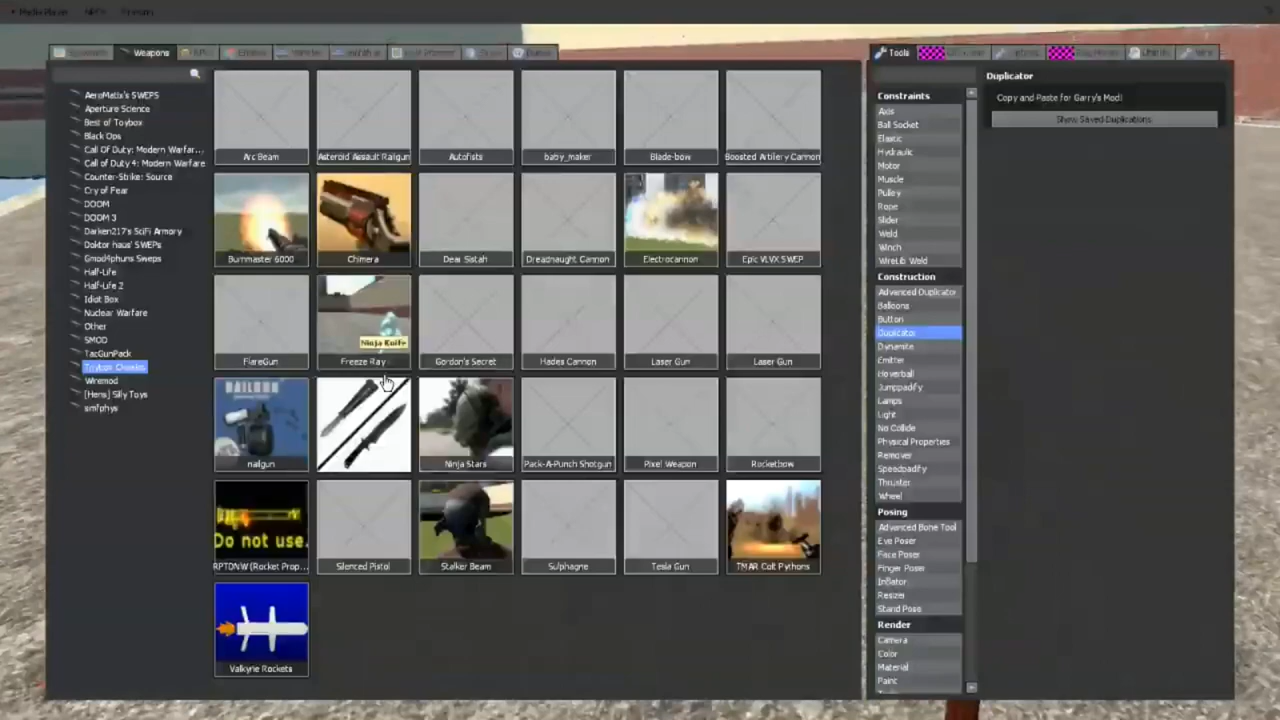 Weapons
Tools
AeroMatix's SWEPS
Aperture Science
Best of Toybox
Black Ops
Call Of Duty: Modern Warfar...
Call of Duty 4: Modern Warfare
Counter-Strike: Source
Cry of Fear
DOOM
DOOM 3
Darken217's SciFi Armory
Doktor haus' SWEPs
Gmod4phuns Sweps
Half-Life
Half-Life 2
Idiot Box
Nuclear Warfare
Other
SMOD
TacGunPack
Toybox Classics
Wiremod
[Hens] Silly Toys
smfphys
Arc Beam
Asteroid Assault Railgun
Autofists
baby_maker
Blade-bow
Boosted Artilery Cannon
Burnmaster 6000
Chimera
Dear Sistah
Dreadnaught Cannon
Electrocannon
Epic VLVX SWEP
FlareGun
Ninja Knife
Freeze Ray
Gordon's Secret
Hades Cannon
Laser Gun
Laser Gun
NAILGUN
nailgun
Ninja Stars
Pack-A-Punch Shotgun
Pixel Weapon
Rocketbow
Do not use.
RPTDNW (Rocket Prop...
Silenced Pistol
Stalker Beam
Sulphagne
Tesla Gun
TMAR Colt Pythons
Valkyrie Rockets
Constraints
Axis
Ball Socket
Elastic
Hydraulic
Motor
Muscle
Pulley
Rope
Slider
Weld
Winch
WireLib Weld
Construction
Advanced Duplicator
Balloons
Button
Duplicator
Dynamite
Emitter
Hoverball
Jumppadify
Lamps
Light
No Collide
Physical Properties
Remover
Speedpadify
Thruster
Wheel
Posing
Advanced Bone Tool
Eye Poser
Face Poser
Finger Poser
Inflator
Resizer
Stand Pose
Render
Camera
Color
Material
Paint
Duplicator
Copy and Paste for Garry's Mod!
Show Saved Duplications